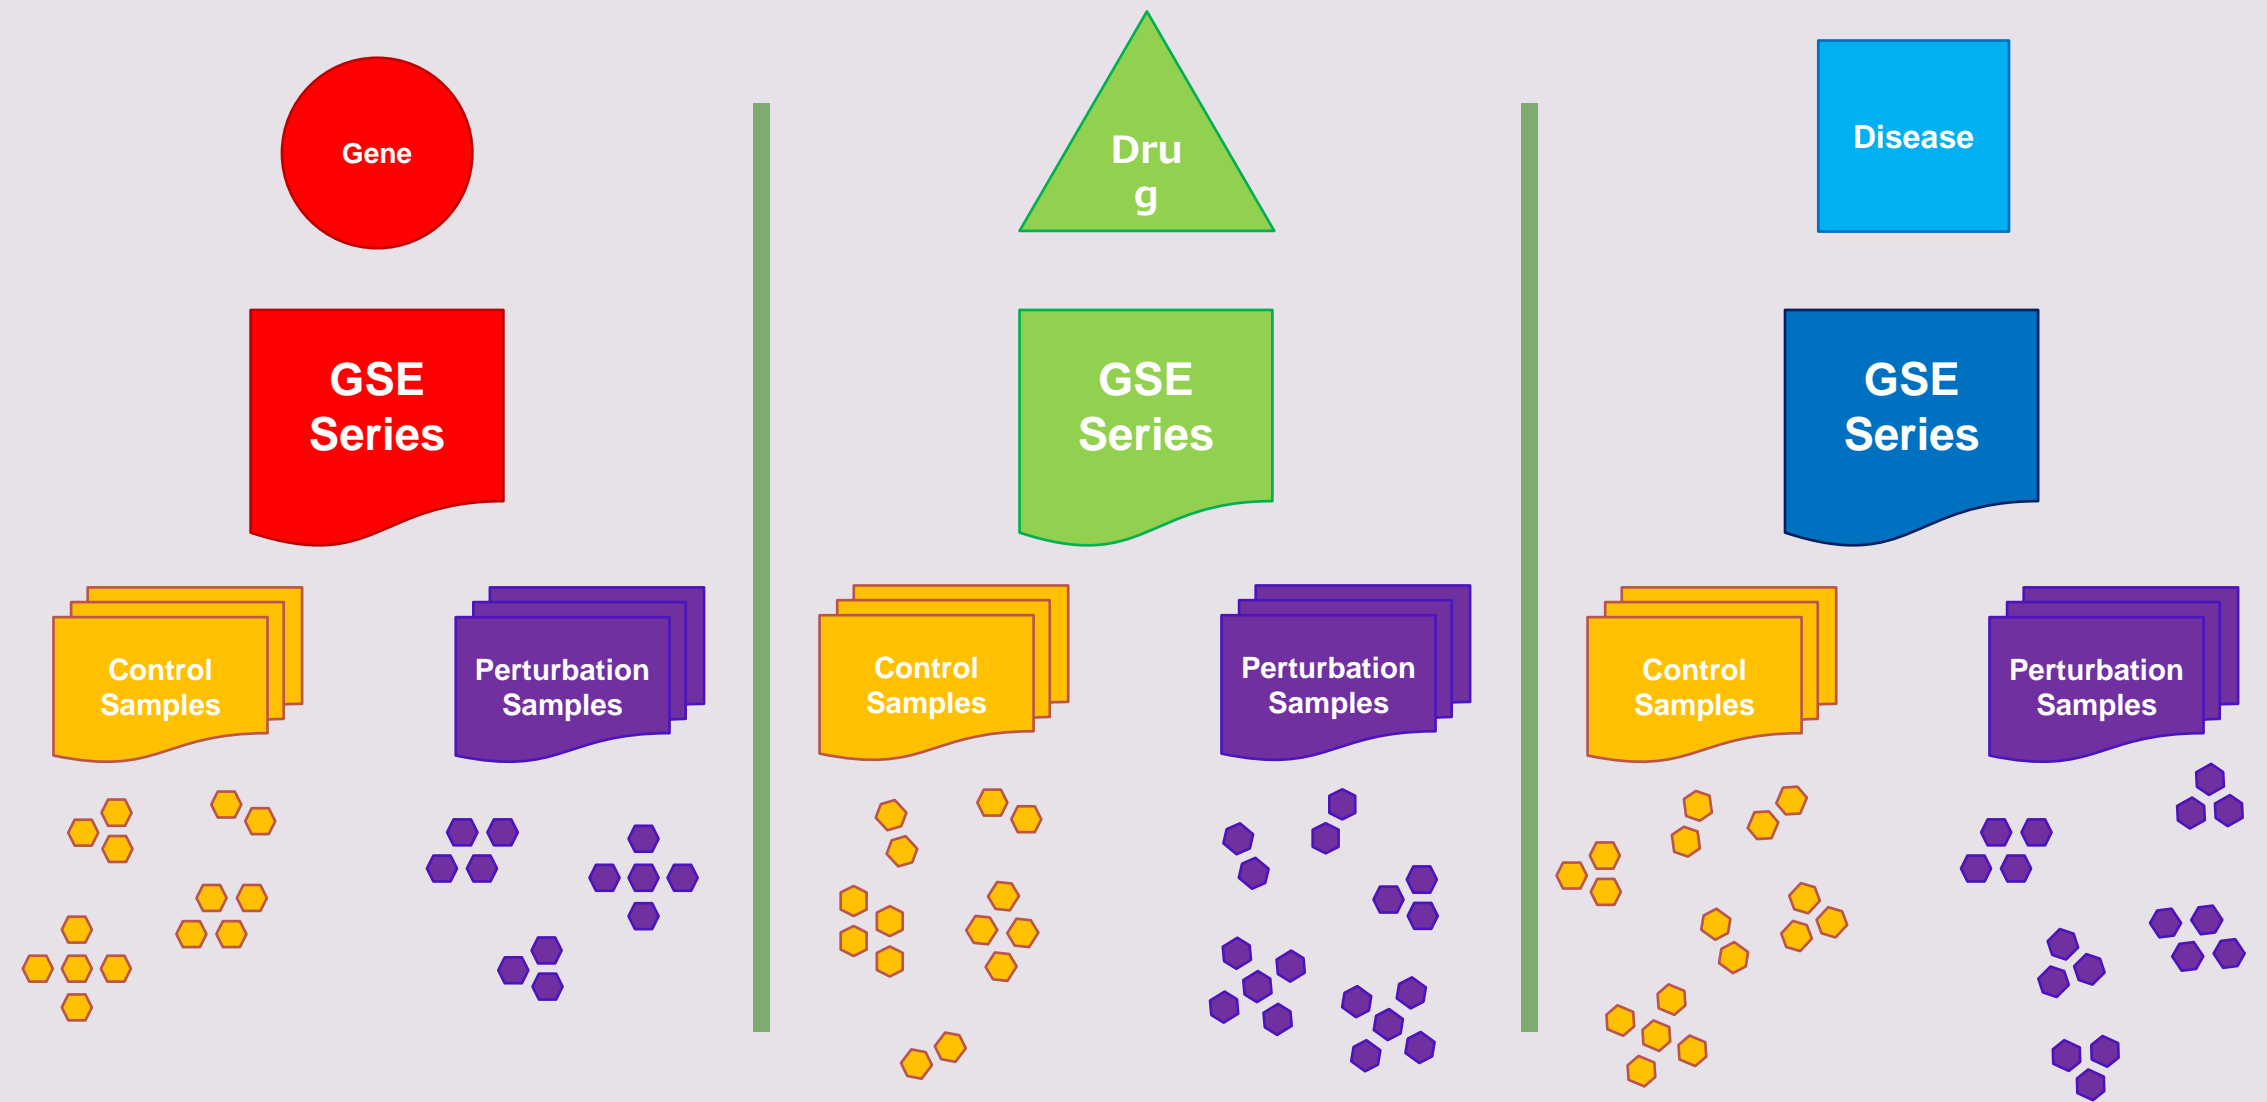 Gene
Dru
g
Disease
GSE
Series
GSE
Series
GSE
Series
Control
Samples
Perturbation
Samples
Control
Samples
Perturbation
Samples
Control
Samples
Perturbation
Samples